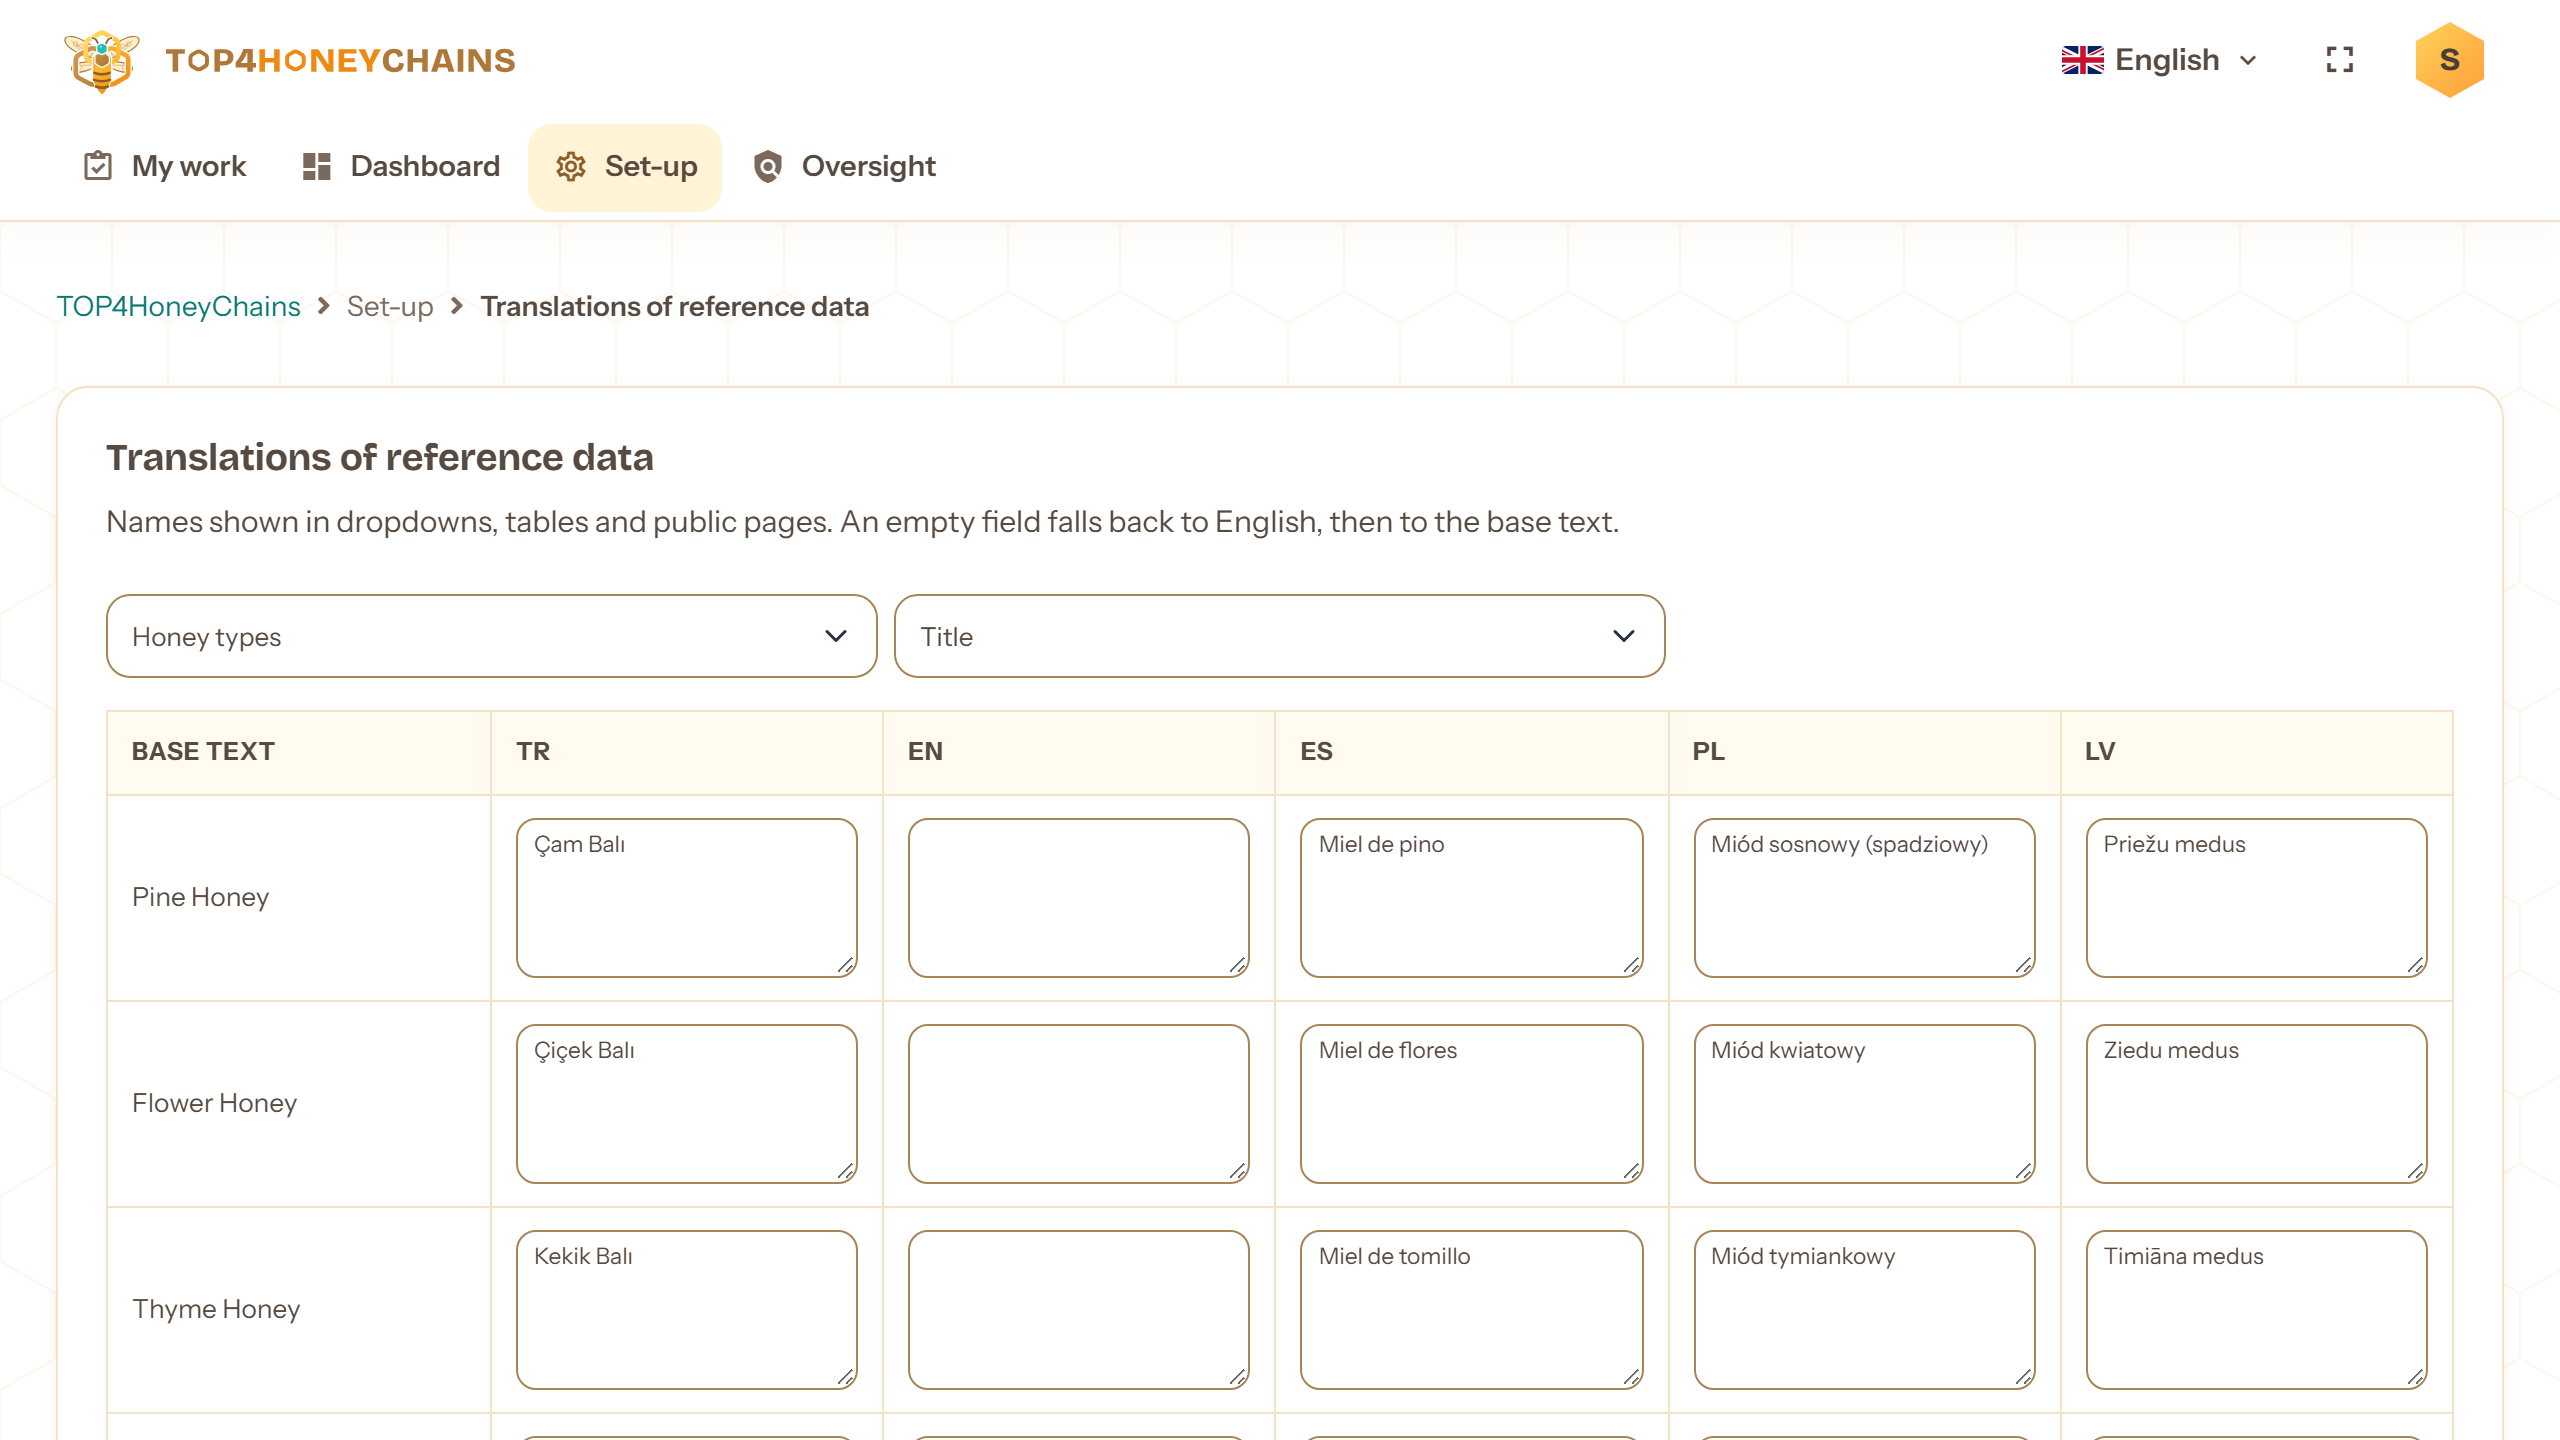 TOP4HONEYCHAINS
English
S
My work
Dashboard
Set-up
Oversight
TOP4HoneyChains > Set-up > Translations of reference data
Translations of reference data
Names shown in dropdowns, tables and public pages. An empty field falls back to English, then to the base text.
Honey types
Title
BASE TEXT TR EN ES PL LV
Pine Honey Çam Balı Miel de pino Miód sosnowy (spadziowy) Priežu medus
Flower Honey Çiçek Balı Miel de flores Miód kwiatowy Ziedu medus
Thyme Honey Kekik Balı Miel de tomillo Miód tymiankowy Timiāna medus